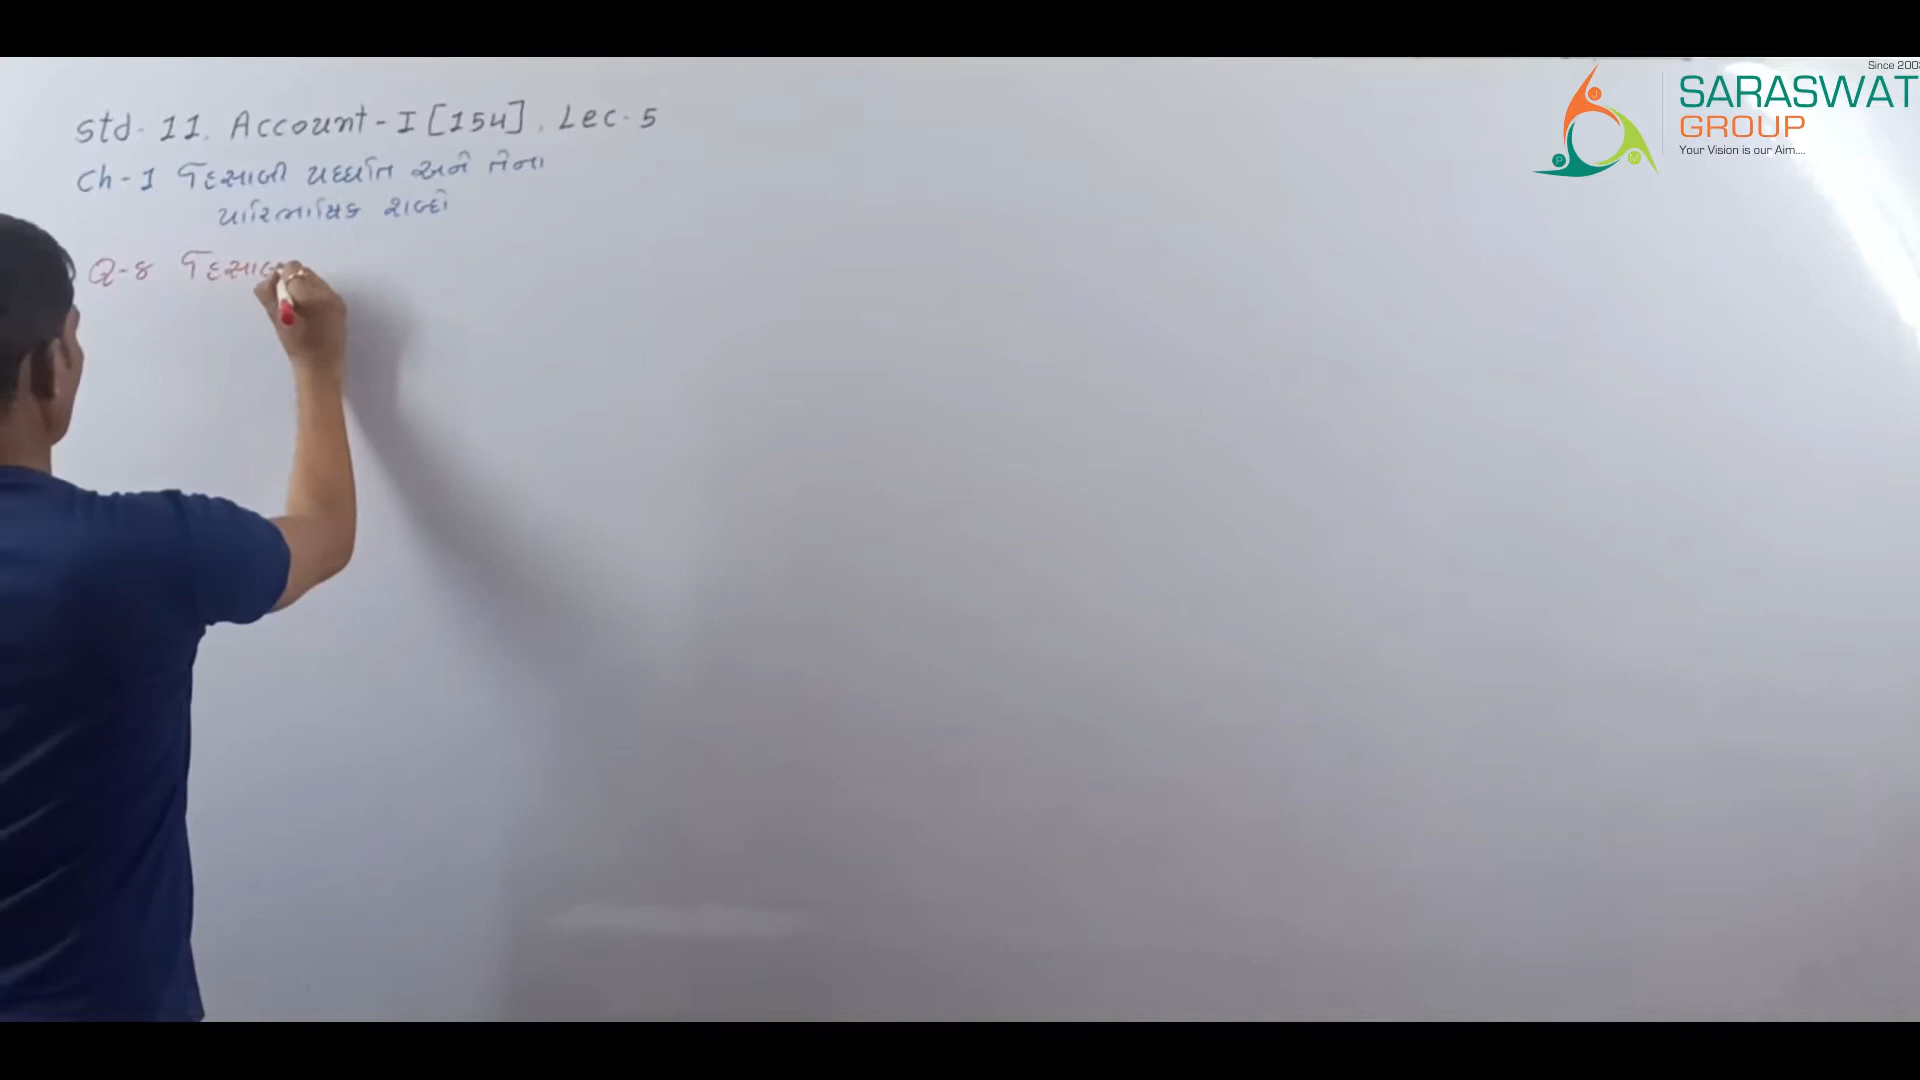 Std-11. Account-I [154]. Lec-5
Ch-1 હિસાબી પદ્ધતિ અને તેના
પારિભાષિક શબ્દો
Q-8
Since 200
SARASWAT
GROUP
Your Vision is our Aim....
J
P
M